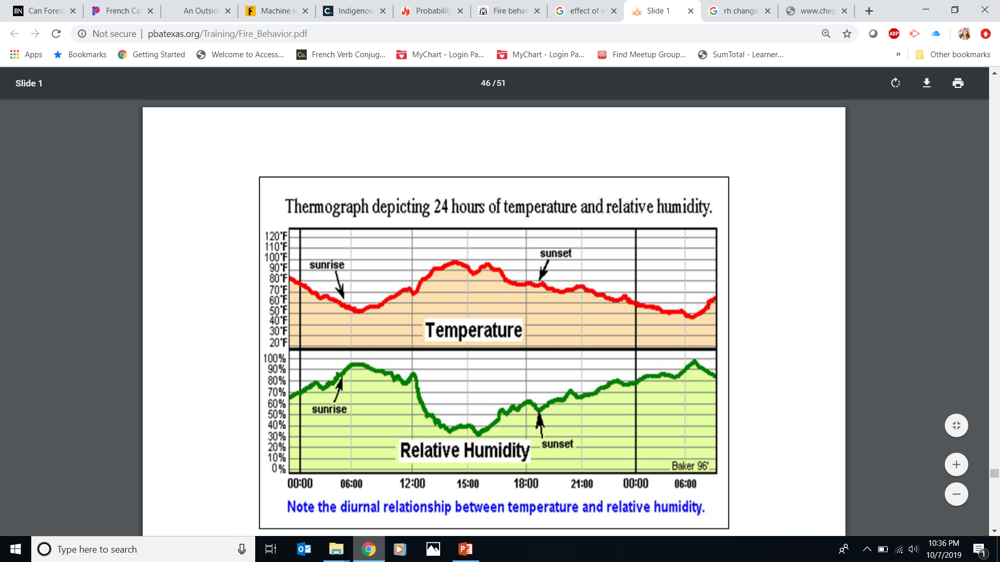 BN Can Forest French Ca An Outsid Machine le C. Indigenou Probability Fire behav effect of w Slide 1 rh change www.cheg
Not secure | pbatexas.org/Training/Fire_Behavior.pdf ABP
Apps Bookmarks Getting Started Welcome to Access... Co. French Verb Conjug... MyChart - Login Pa... MyChart - Login Pa... Find Meetup Group... SumTotal - Learner... » Other bookmarks
Slide 1 46 / 51
Thermograph depicting 24 hours of temperature and relative humidity.
120°F
110°F
100°F
90°F
80°F
70°F
60°F
50°F
40°F
30°F
20°F
sunrise
sunset
Temperature
100%
90%
80%
70%
60%
50%
40%
30%
20%
10%
0%
sunrise
sunset
Relative Humidity
Baker 96'
00:00 06:00 12:00 15:00 18:00 21:00 00:00 06:00
Note the diurnal relationship between temperature and relative humidity.
Type here to search
10:36 PM
10/7/2019
1